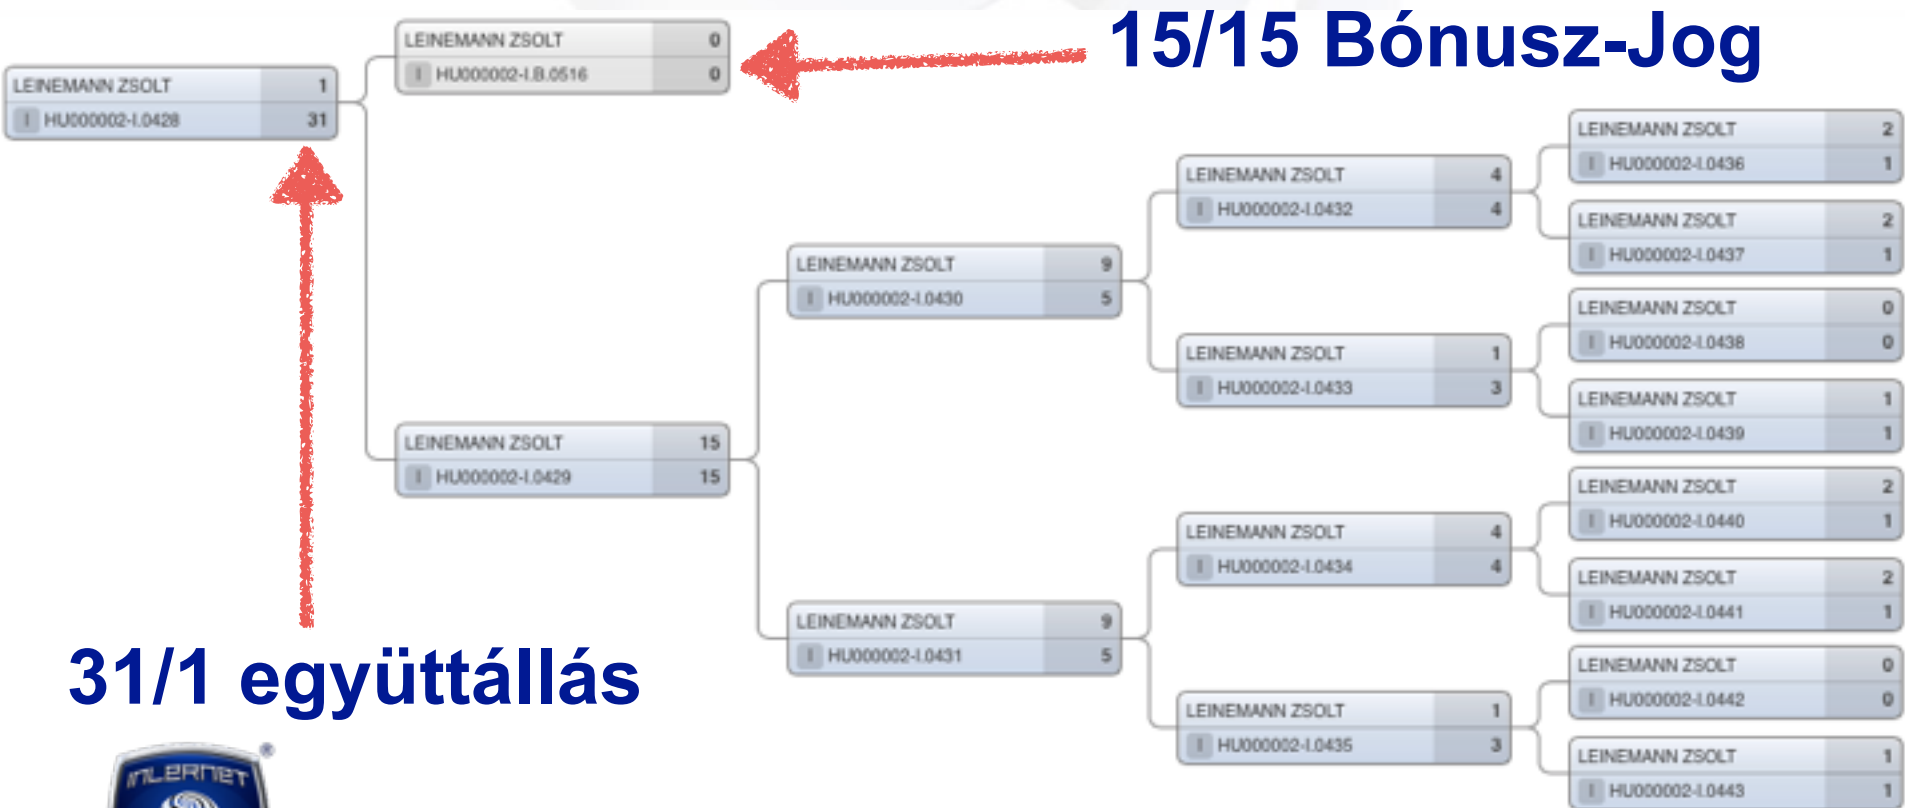 15/15 Bónusz-Jog
LEINEMANN ZSOLT 0
I HU000002-I.B.0516 0
LEINEMANN ZSOLT 1
I HU000002-I.0428 31
LEINEMANN ZSOLT 2
I HU000002-I.0436 1
LEINEMANN ZSOLT 4
I HU000002-I.0432 4
LEINEMANN ZSOLT 2
I HU000002-I.0437 1
LEINEMANN ZSOLT 9
I HU000002-I.0430 5
LEINEMANN ZSOLT 0
I HU000002-I.0438 0
LEINEMANN ZSOLT 1
I HU000002-I.0433 3
LEINEMANN ZSOLT 1
I HU000002-I.0439 1
LEINEMANN ZSOLT 15
I HU000002-I.0429 15
LEINEMANN ZSOLT 2
I HU000002-I.0440 1
LEINEMANN ZSOLT 4
I HU000002-I.0434 4
LEINEMANN ZSOLT 2
I HU000002-I.0441 1
LEINEMANN ZSOLT 9
I HU000002-I.0431 5
LEINEMANN ZSOLT 0
I HU000002-I.0442 0
LEINEMANN ZSOLT 1
I HU000002-I.0435 3
LEINEMANN ZSOLT 1
I HU000002-I.0443 1
31/1 együttállás
INLERNET ®